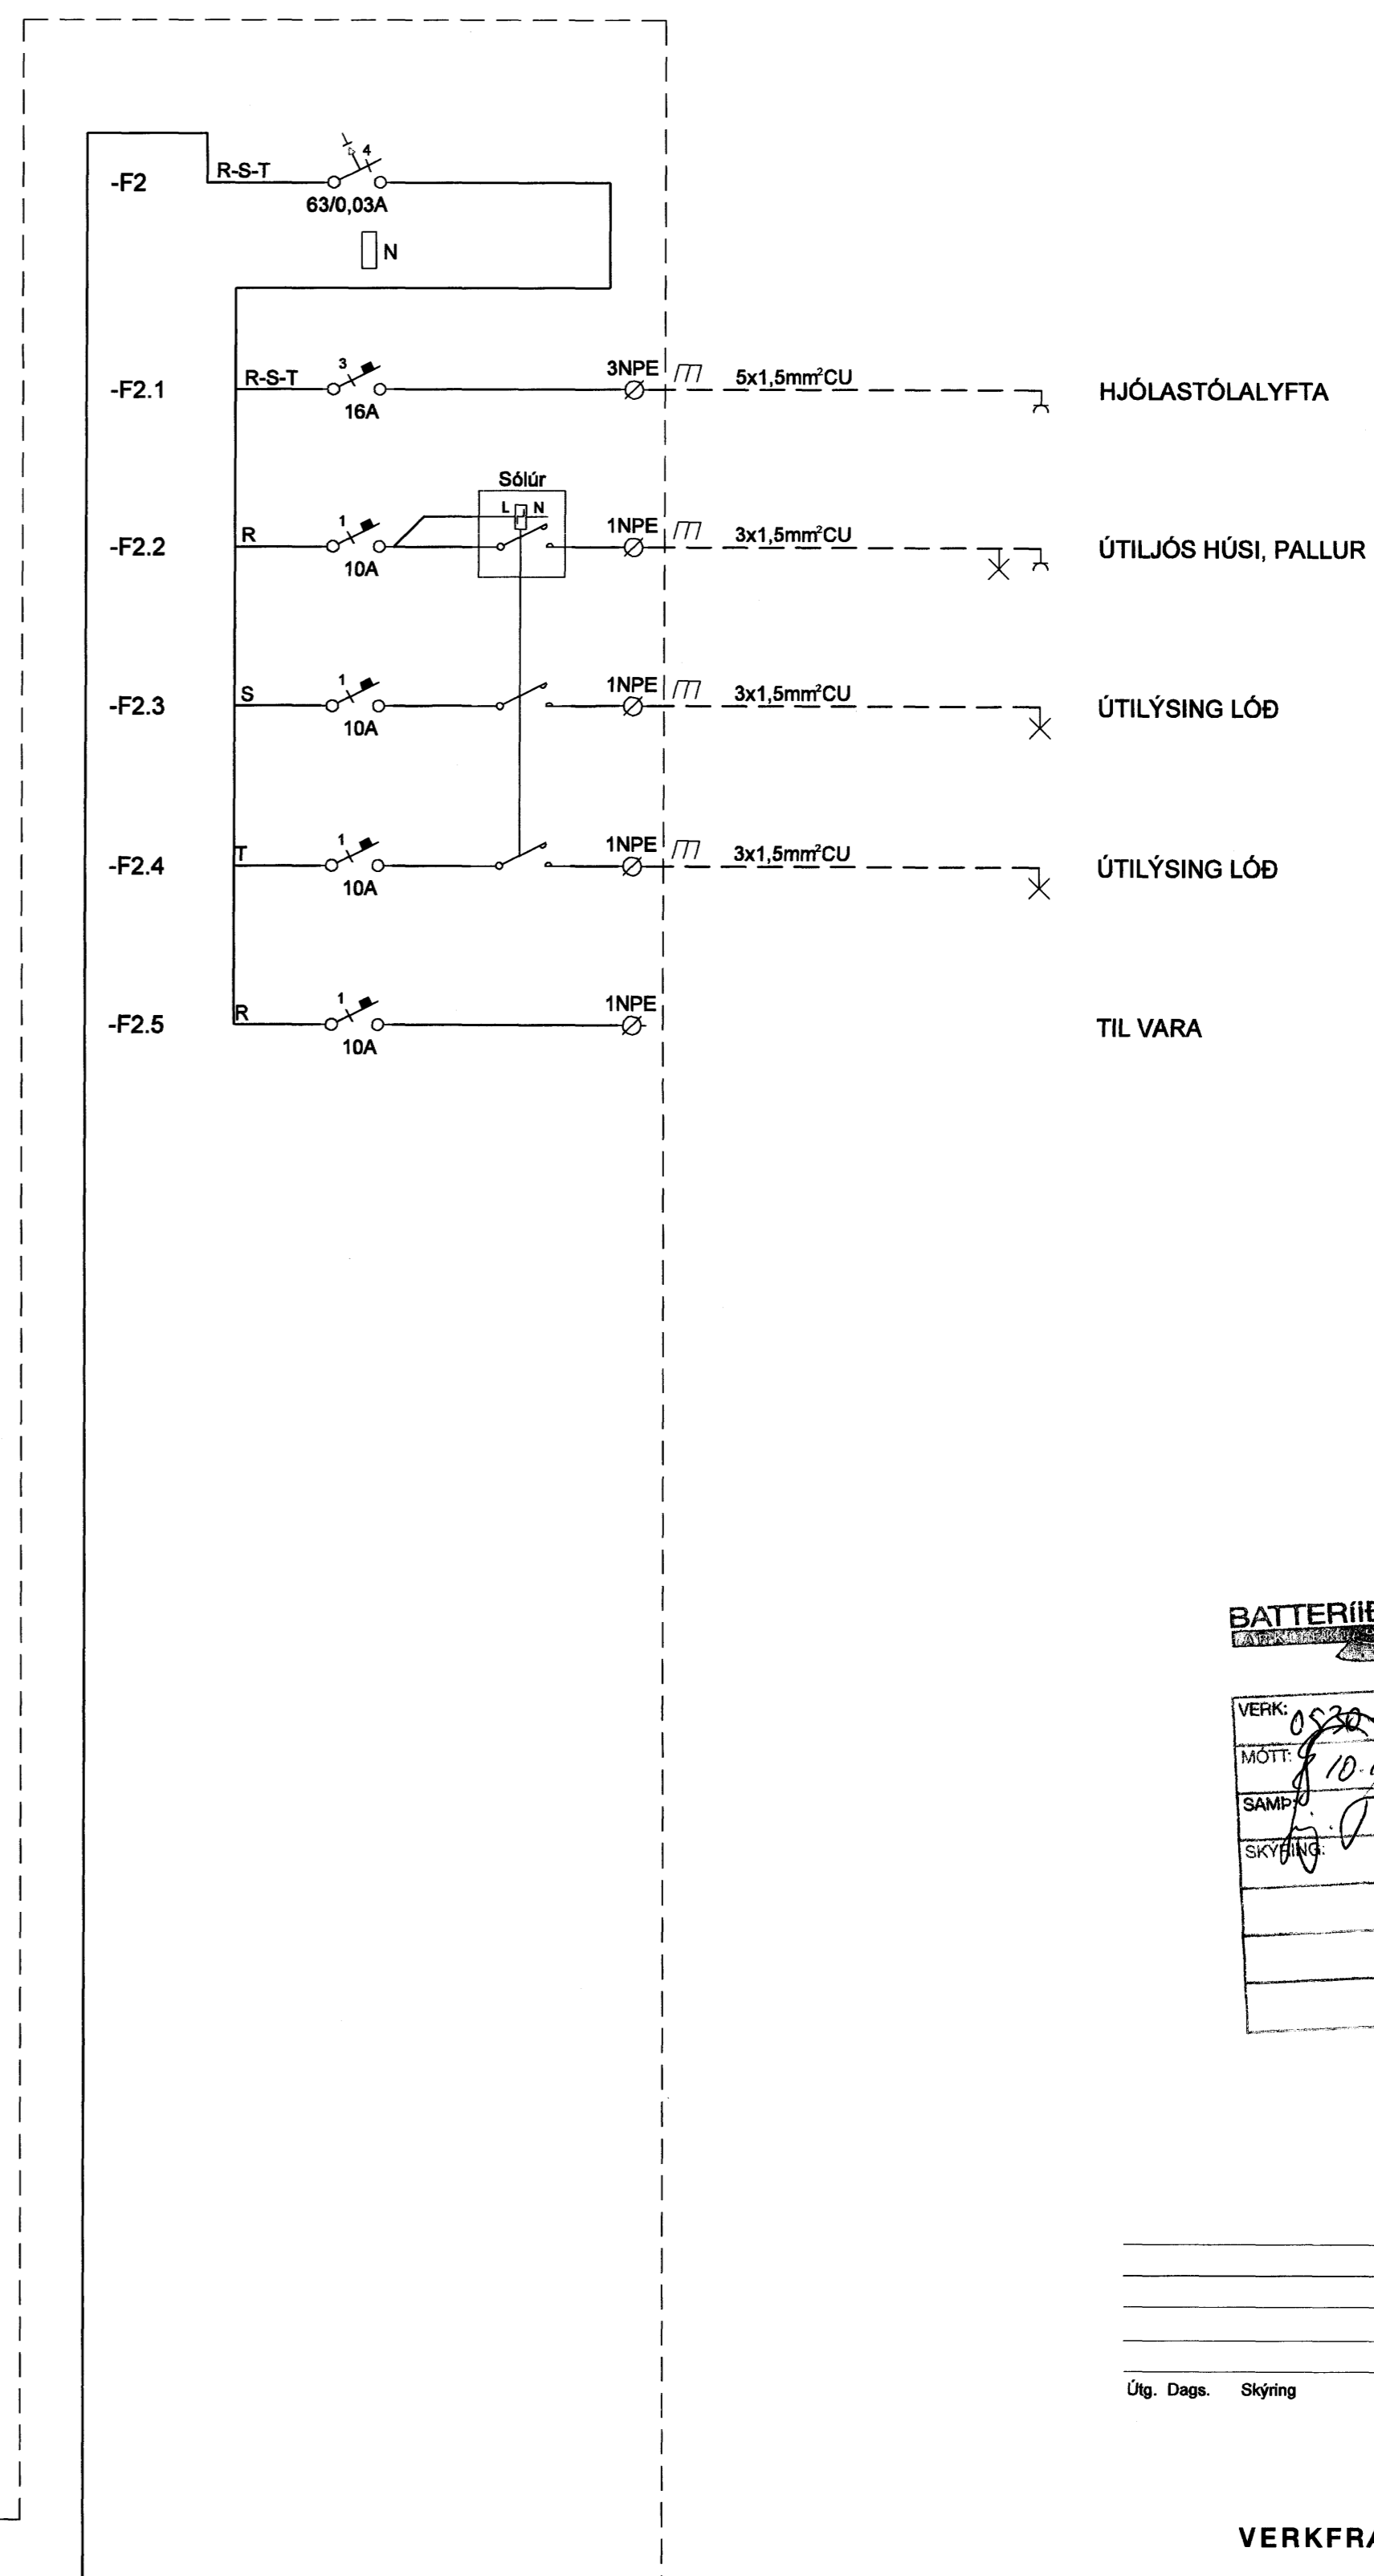 -F2 R-S-T 4
63/0,03A
N
-F2.1 R-S-T 3 3NPE 5x1,5mm²CU HJÓLASTÓLALYFTA
16A
Sólúr
L N
-F2.2 R 1 1NPE 3x1,5mm²CU ÚTILJÓS HÚSI, PALLUR
10A
-F2.3 S 1 1NPE 3x1,5mm²CU ÚTILÝSING LÓÐ
10A
-F2.4 T 1 1NPE 3x1,5mm²CU ÚTILÝSING LÓÐ
10A
-F2.5 R 1 1NPE TIL VARA
10A
VERK: 0530
MÓTT: 10.
SAMÞ:
SKÝRING:
Útg. Dags. Skýring